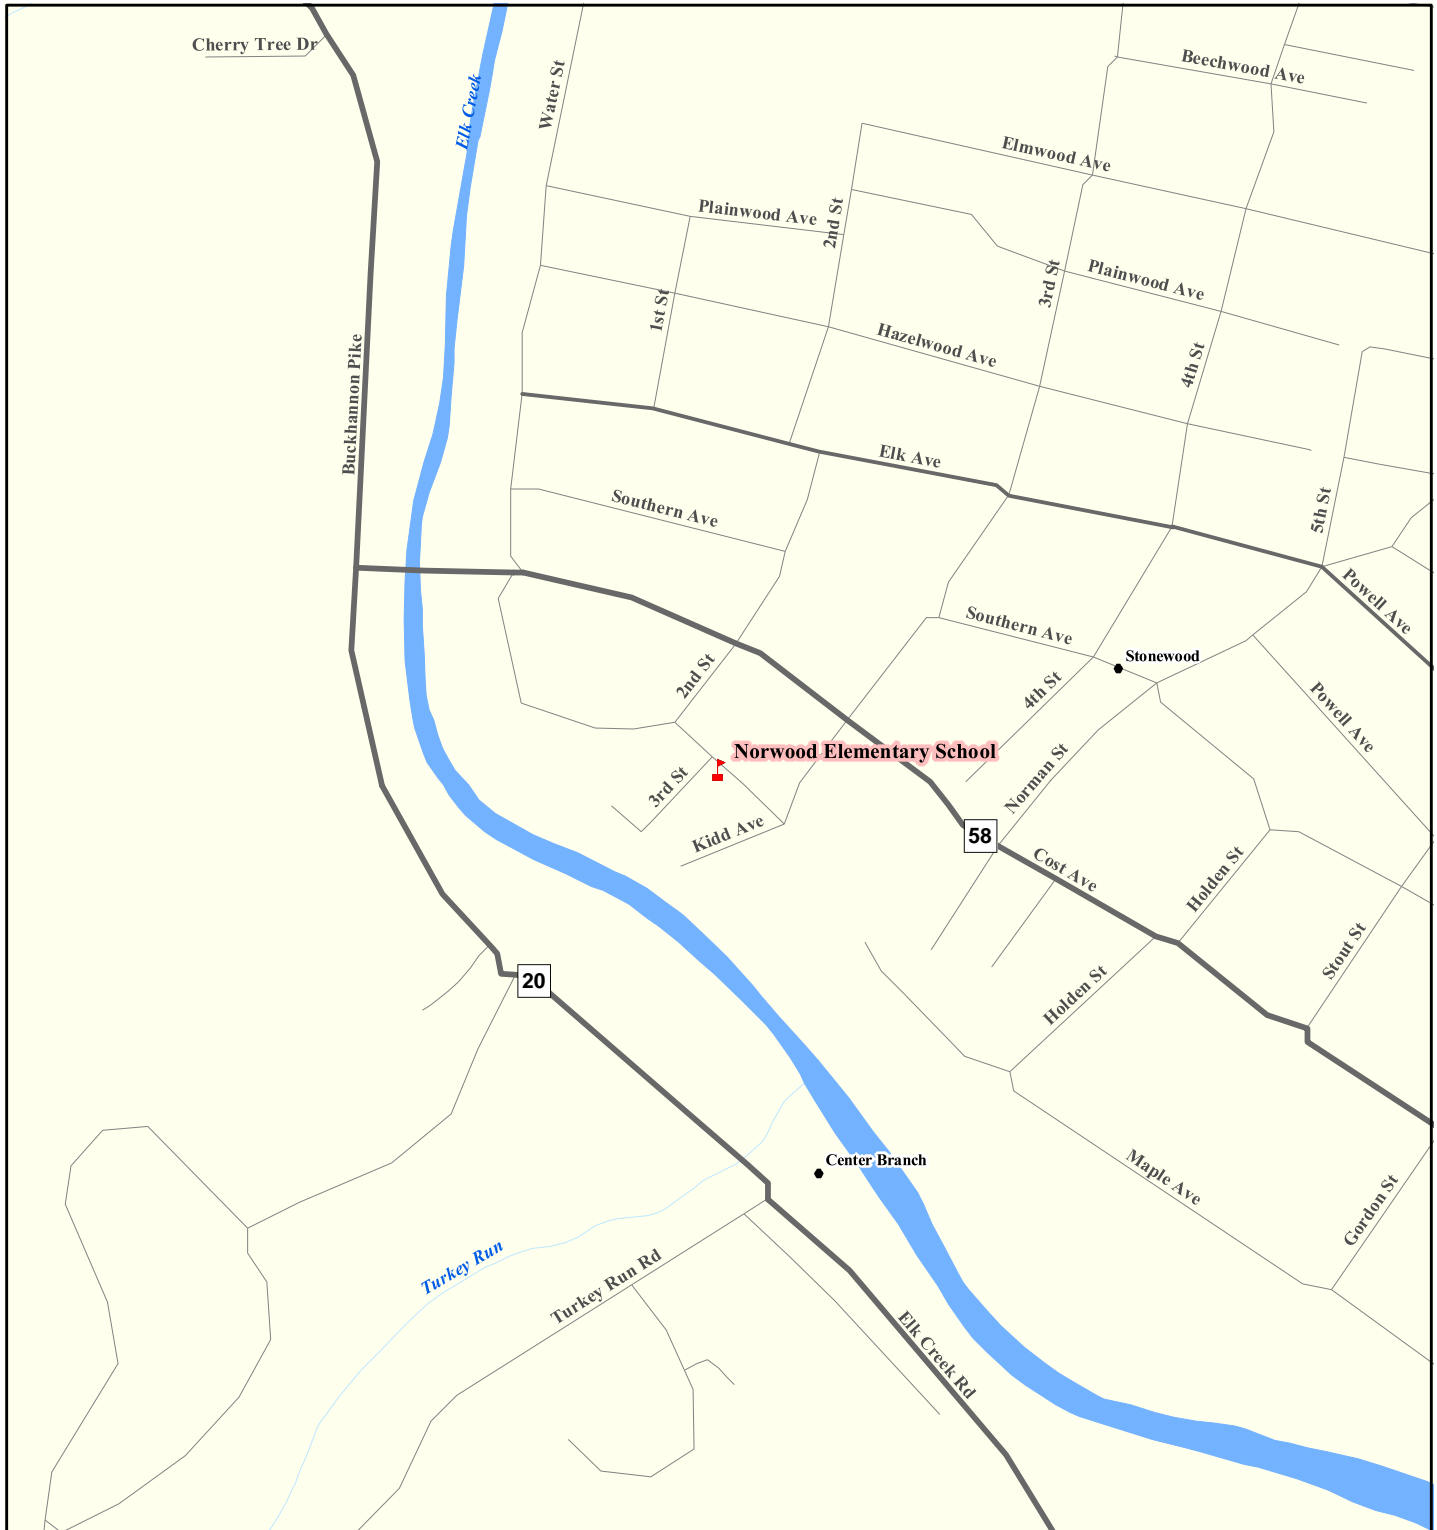 Cherry Tree Dr
Elk Creek
Water St
Beechwood Ave
Elmwood Ave
Plainwood Ave
2nd St
Plainwood Ave
3rd St
1st St
Hazelwood Ave
4th St
Buckhannon Pike
Elk Ave
Southern Ave
5th St
Powell Ave
Southern Ave
Stonewood
2nd St
4th St
Powell Ave
Norwood Elementary School
3rd St
Norman St
Kidd Ave
58
Cost Ave
Holden St
Stout St
20
Holden St
Center Branch
Maple Ave
Gordon St
Turkey Run
Turkey Run Rd
Elk Creek Rd